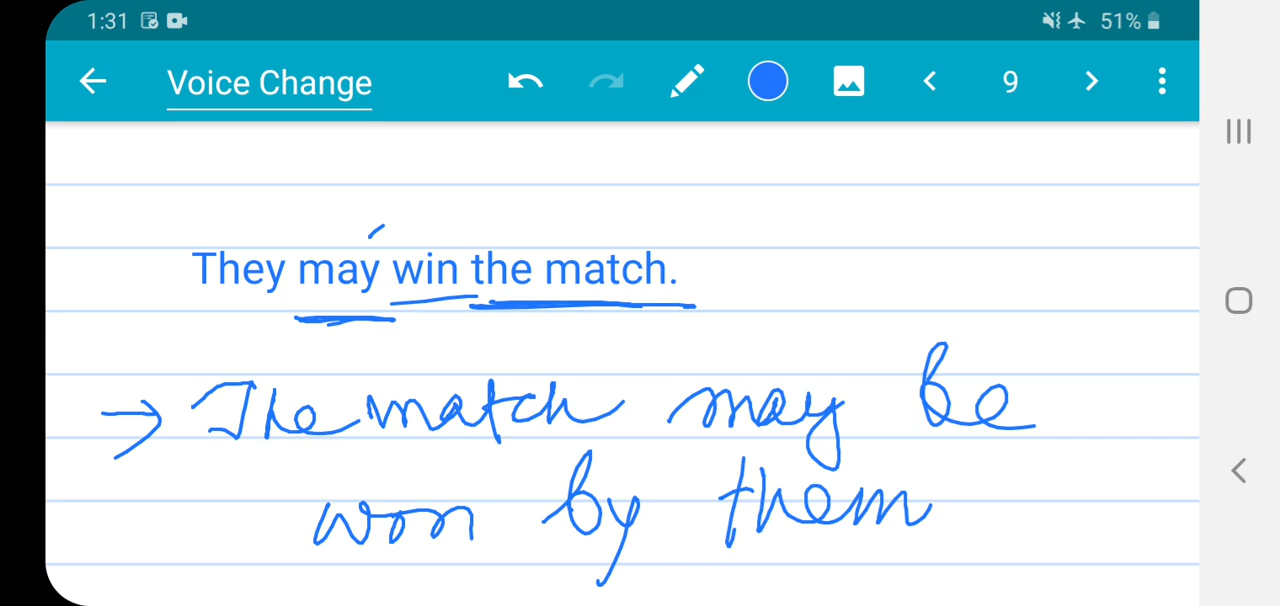 1:31 51%
Voice Change 9
They may win the match.
→ The match may be
won by them